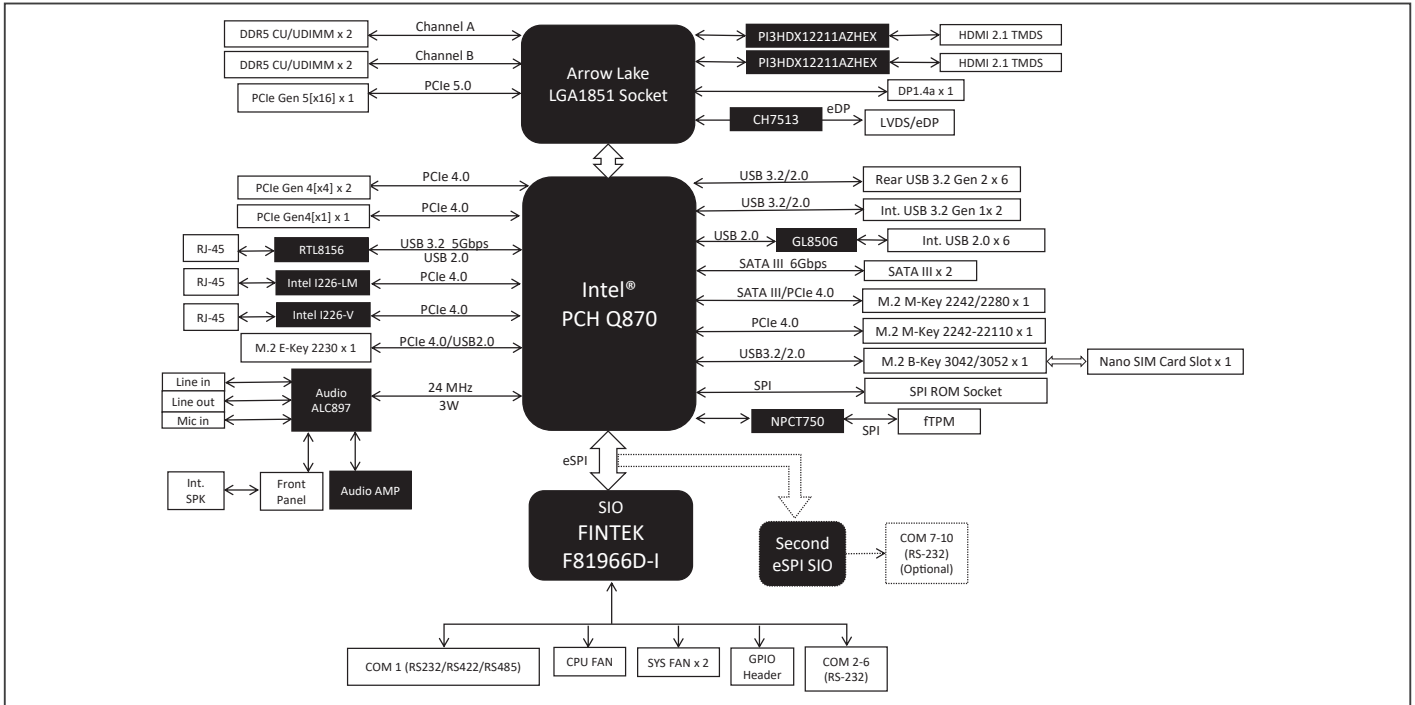 DDR5 CU/UDIMM x 2
Channel A
DDR5 CU/UDIMM x 2
Channel B
PCIe Gen 5[x16] x 1
PCIe 5.0
Arrow Lake
LGA1851 Socket
PI3HDX12211AZHEX
HDMI 2.1 TMDS
PI3HDX12211AZHEX
HDMI 2.1 TMDS
DP1.4a x 1
CH7513
eDP
LVDS/eDP
PCIe Gen 4[x4] x 2
PCIe 4.0
PCIe Gen4[x1] x 1
PCIe 4.0
RJ-45
RTL8156
USB 3.2 5Gbps
USB 2.0
RJ-45
Intel I226-LM
PCIe 4.0
RJ-45
Intel I226-V
PCIe 4.0
M.2 E-Key 2230 x 1
PCIe 4.0/USB2.0
Line in
Line out
Mic in
Audio
ALC897
24 MHz
3W
Int.
SPK
Front
Panel
Audio AMP
Intel®
PCH Q870
USB 3.2/2.0
Rear USB 3.2 Gen 2 x 6
USB 3.2/2.0
Int. USB 3.2 Gen 1x 2
USB 2.0
GL850G
Int. USB 2.0 x 6
SATA III 6Gbps
SATA III x 2
SATA III/PCIe 4.0
M.2 M-Key 2242/2280 x 1
PCIe 4.0
M.2 M-Key 2242-22110 x 1
USB3.2/2.0
M.2 B-Key 3042/3052 x 1
Nano SIM Card Slot x 1
SPI
SPI ROM Socket
NPCT750
SPI
fTPM
eSPI
SIO
FINTEK
F81966D-I
Second
eSPI SIO
COM 7-10
(RS-232)
(Optional)
COM 1 (RS232/RS422/RS485)
CPU FAN
SYS FAN x 2
GPIO
Header
COM 2-6
(RS-232)